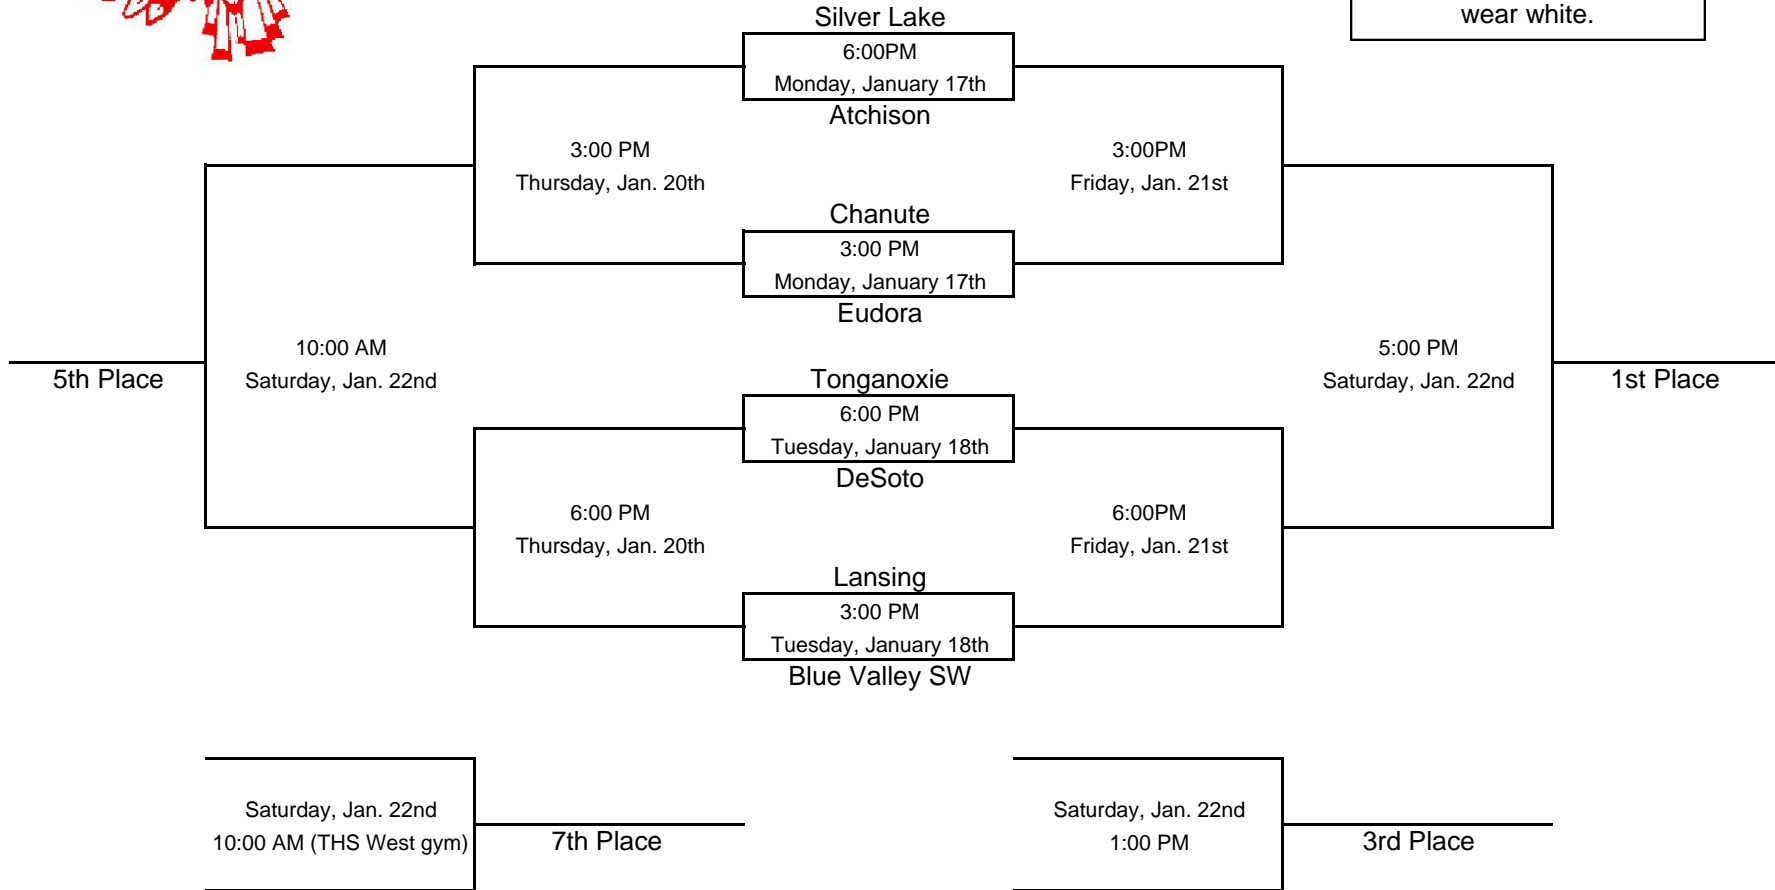 Silver Lake
wear white.
6:00PM
Monday, January 17th
Atchison
3:00 PM
Thursday, Jan. 20th
3:00PM
Friday, Jan. 21st
Chanute
3:00 PM
Monday, January 17th
Eudora
10:00 AM
Saturday, Jan. 22nd
5:00 PM
Saturday, Jan. 22nd
5th Place
Tonganoxie
1st Place
6:00 PM
Tuesday, January 18th
DeSoto
6:00 PM
Thursday, Jan. 20th
6:00PM
Friday, Jan. 21st
Lansing
3:00 PM
Tuesday, January 18th
Blue Valley SW
Saturday, Jan. 22nd
10:00 AM (THS West gym)
7th Place
Saturday, Jan. 22nd
1:00 PM
3rd Place